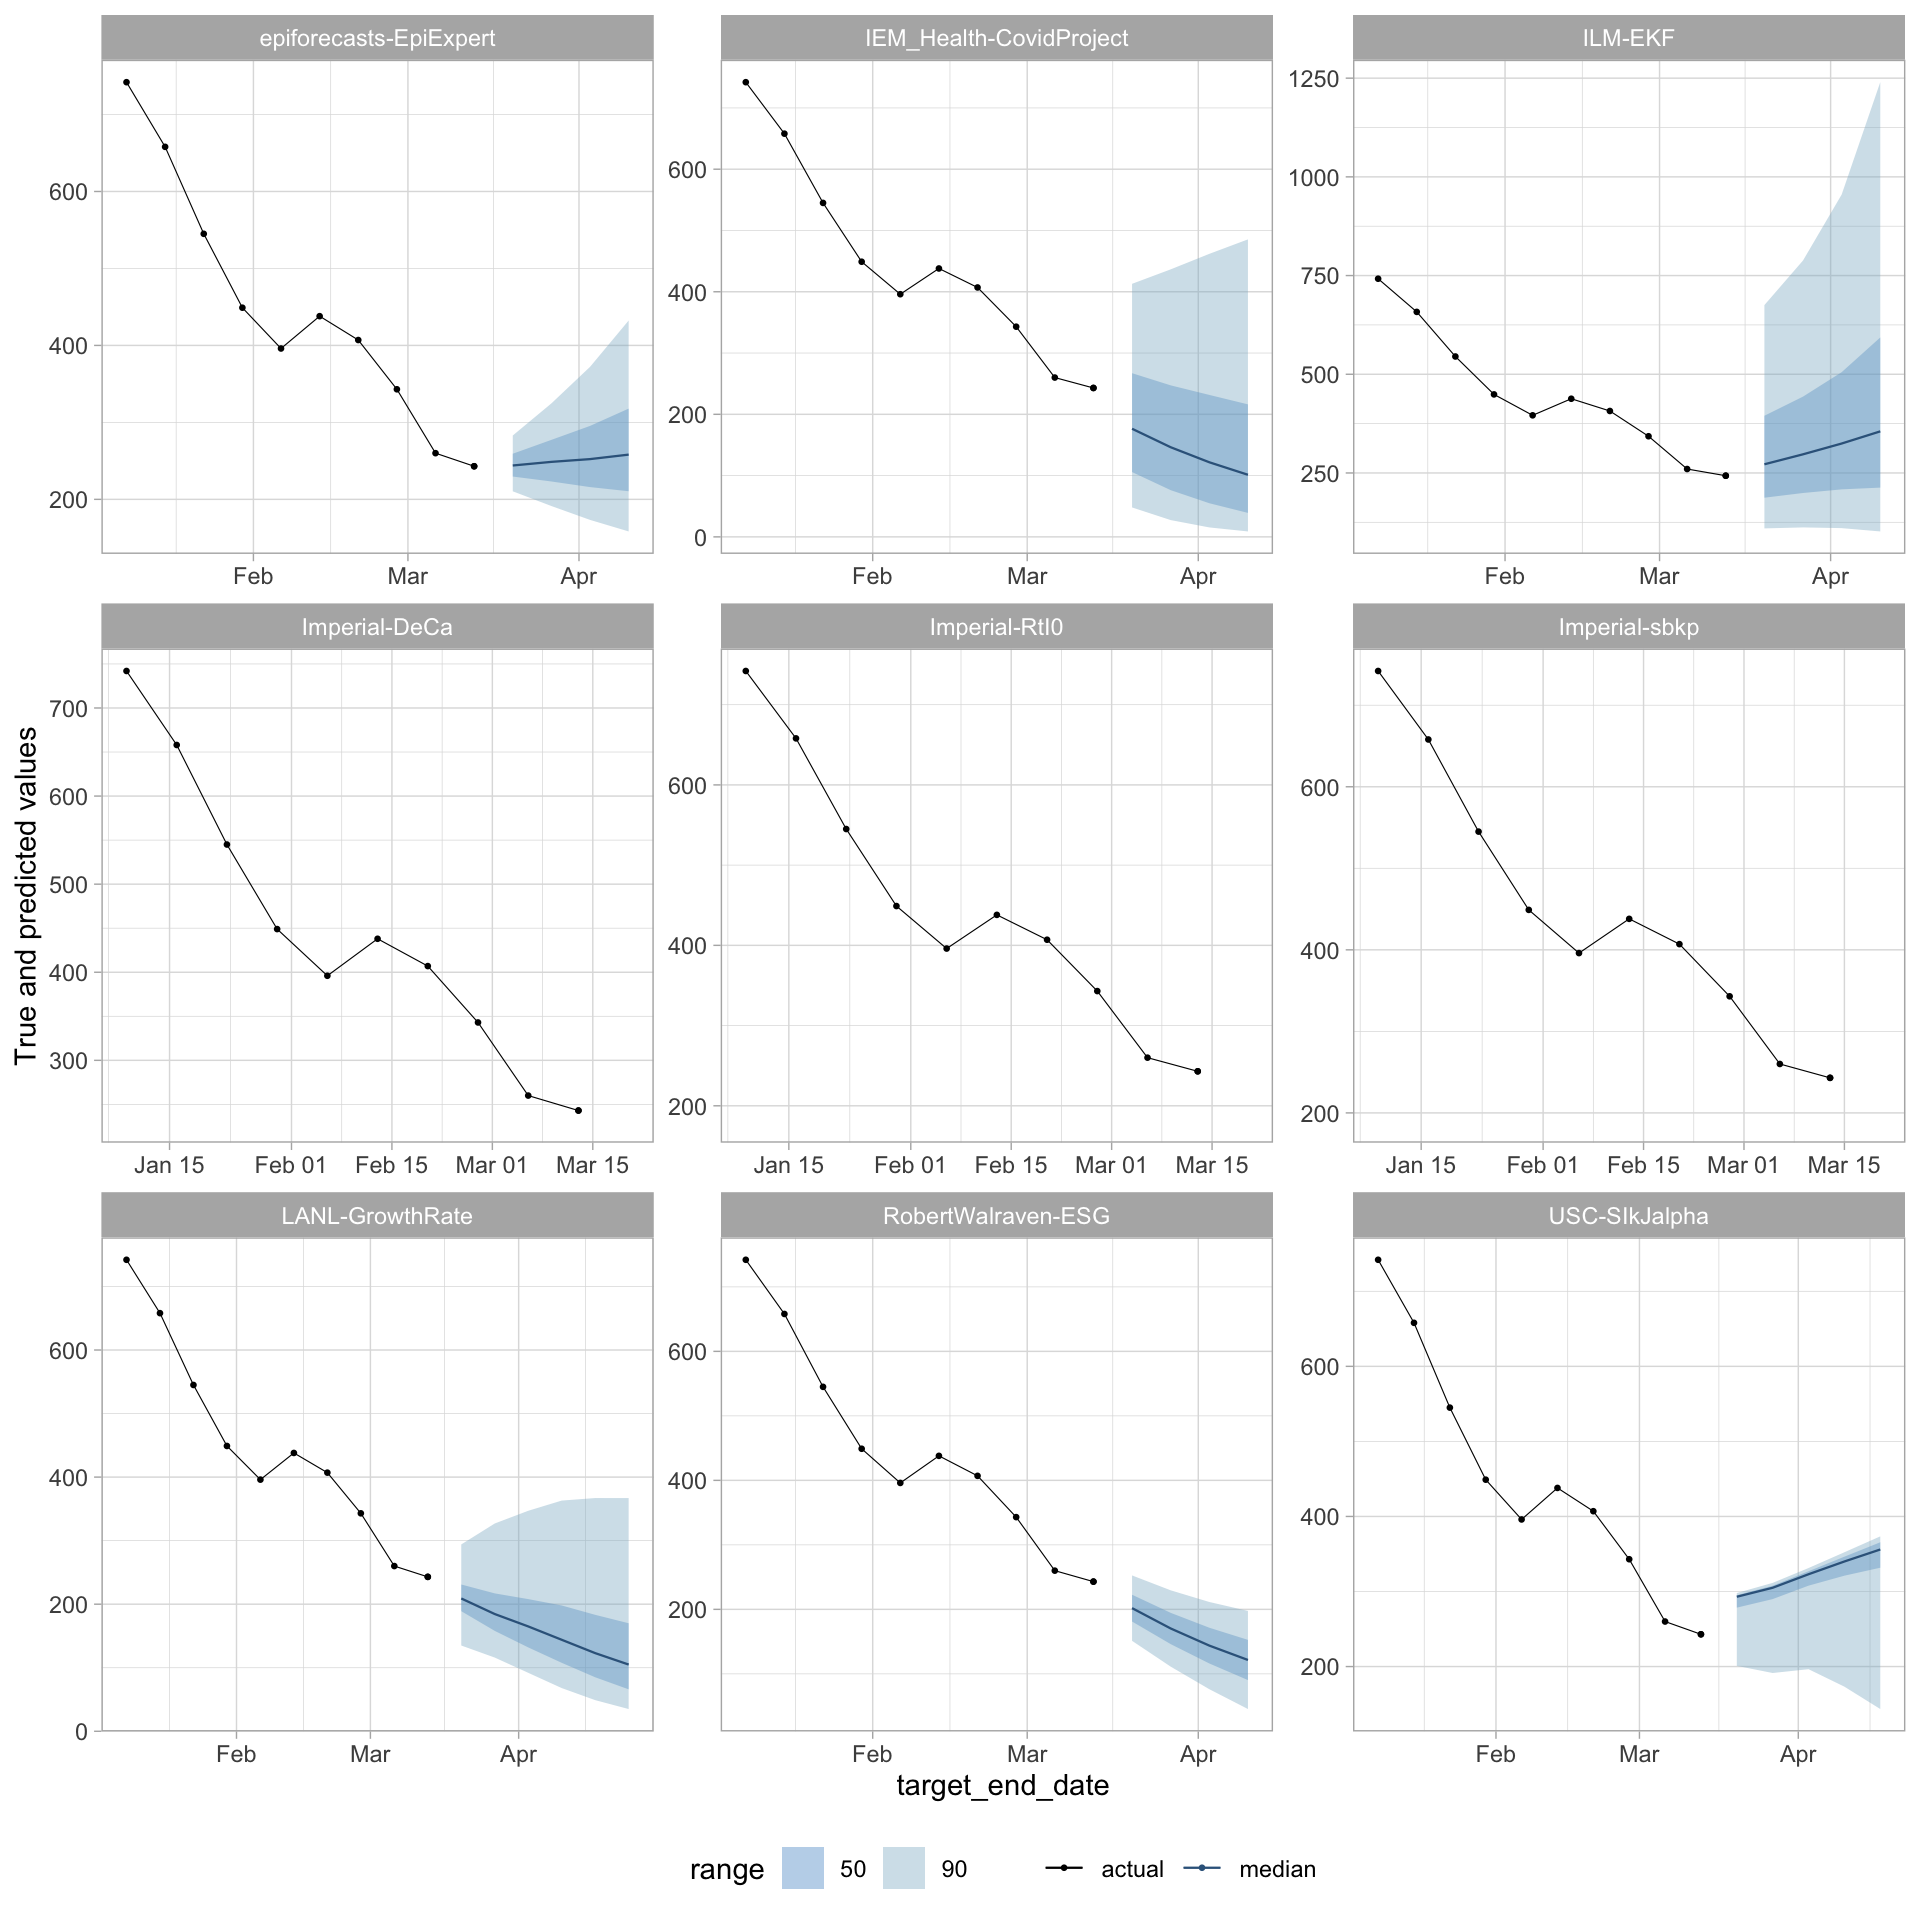 epiforecasts-EpiExpert
IEM_Health-CovidProject
ILM-EKF
600
400
200
Feb Mar Apr
600
400
200
0
Feb Mar Apr
1250
1000
750
500
250
Feb Mar Apr
Imperial-DeCa
Imperial-RtI0
Imperial-sbkp
True and predicted values
700
600
500
400
300
Jan 15 Feb 01 Feb 15 Mar 01 Mar 15
600
400
200
Jan 15 Feb 01 Feb 15 Mar 01 Mar 15
600
400
200
Jan 15 Feb 01 Feb 15 Mar 01 Mar 15
LANL-GrowthRate
RobertWalraven-ESG
USC-SIkJalpha
600
400
200
0
Feb Mar Apr
600
400
200
Feb Mar Apr
600
400
200
Feb Mar Apr
target_end_date
range 50 90 actual median